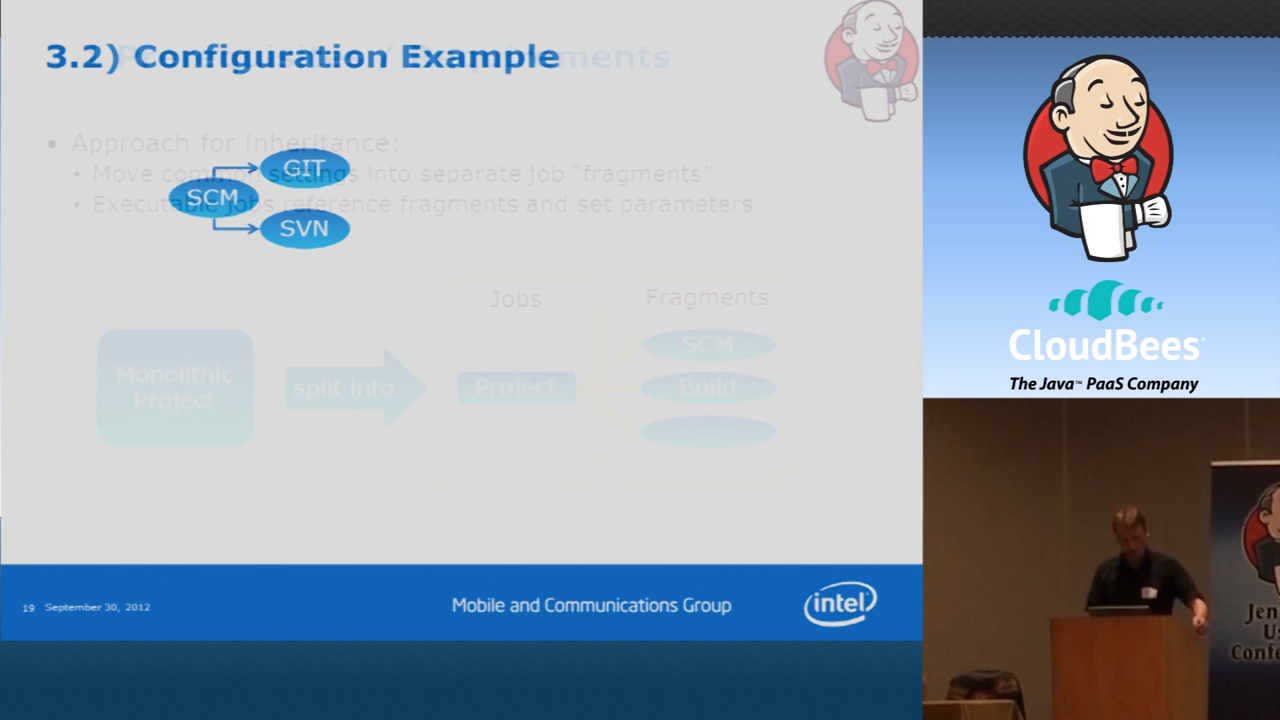 3.2) Configuration Example
Approach for inheritance:
Move common settings into separate job "fragments"
Executable jobs reference fragments and set parameters
GIT
SCM
SVN
Jobs
Fragments
Monolithic
Project
split into
Project
SCM
Build
19 September 30, 2012
Mobile and Communications Group
intel
CloudBees
The Java™ PaaS Company
Jen
U
Confe